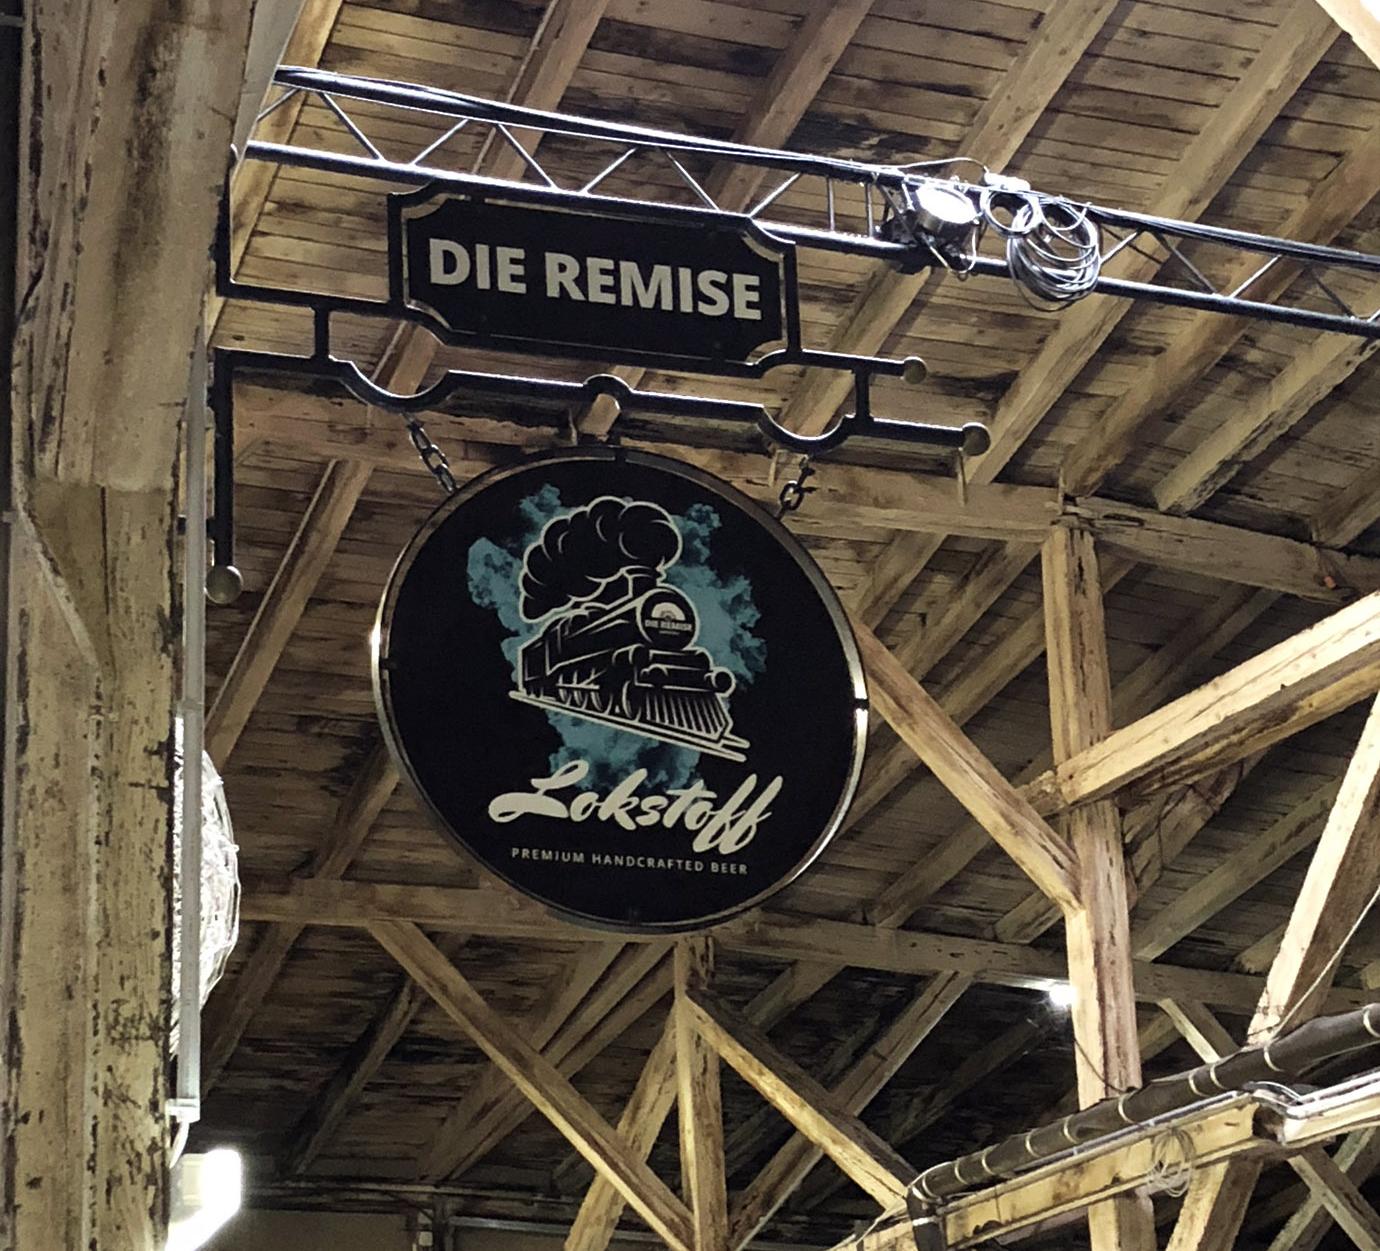 DIE REMISE
DIE REMISE
Lokstoff
PREMIUM HANDCRAFTED BEER